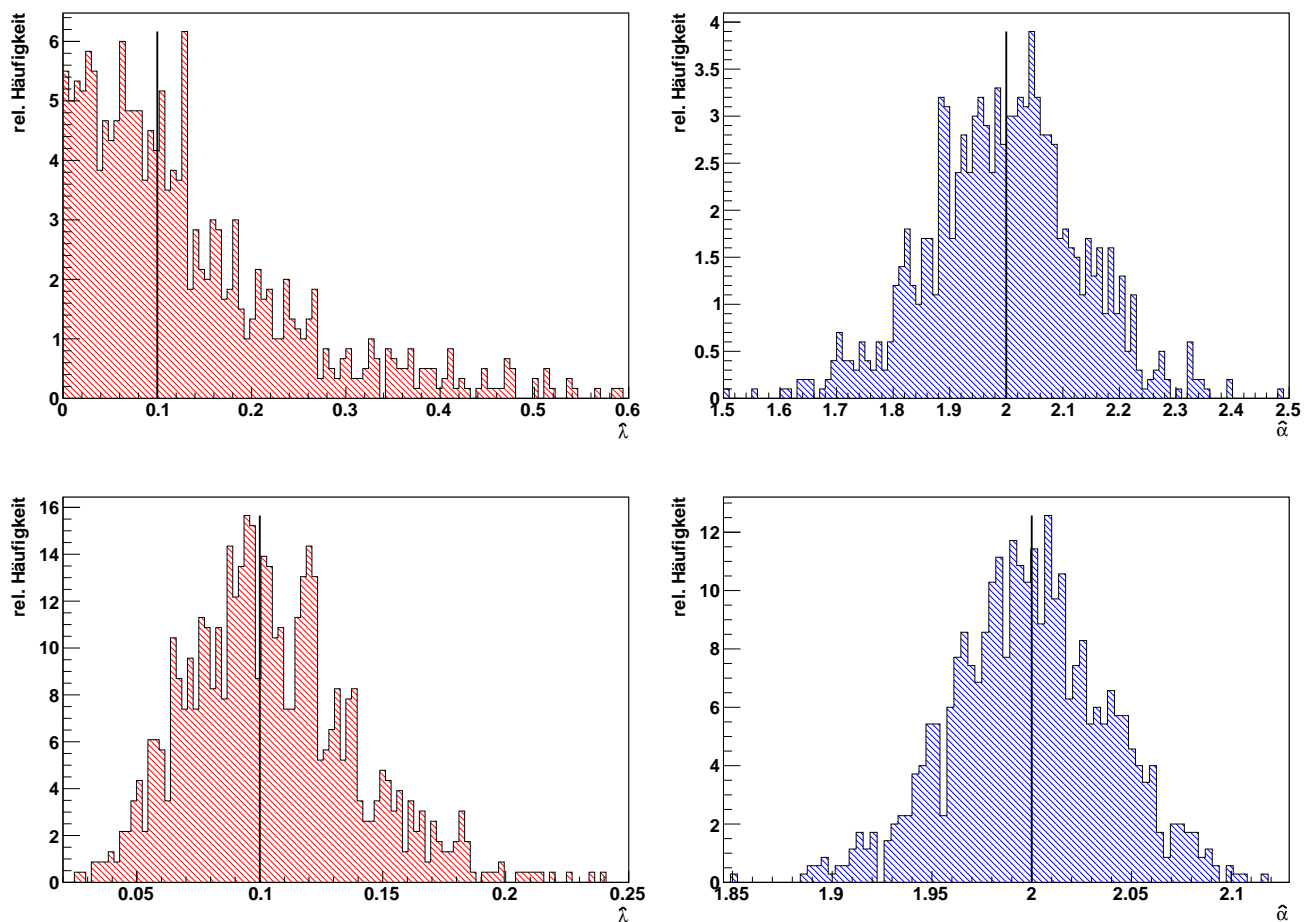 rel. Häufigkeit
6
5
4
3
2
1
0
0 0.1 0.2 0.3 0.4 0.5 0.6
λ̂
rel. Häufigkeit
4
3.5
3
2.5
2
1.5
1
0.5
0
1.5 1.6 1.7 1.8 1.9 2 2.1 2.2 2.3 2.4 2.5
α̂
rel. Häufigkeit
16
14
12
10
8
6
4
2
0
0.05 0.1 0.15 0.2 0.25
λ̂
rel. Häufigkeit
12
10
8
6
4
2
0
1.85 1.9 1.95 2 2.05 2.1
α̂